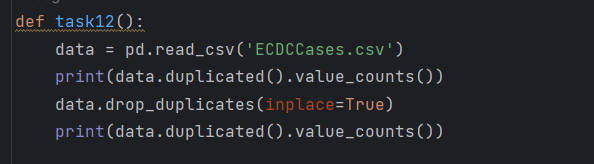 def task12():
    data = pd.read_csv('ECDCCases.csv')
    print(data.duplicated().value_counts())
    data.drop_duplicates(inplace=True)
    print(data.duplicated().value_counts())